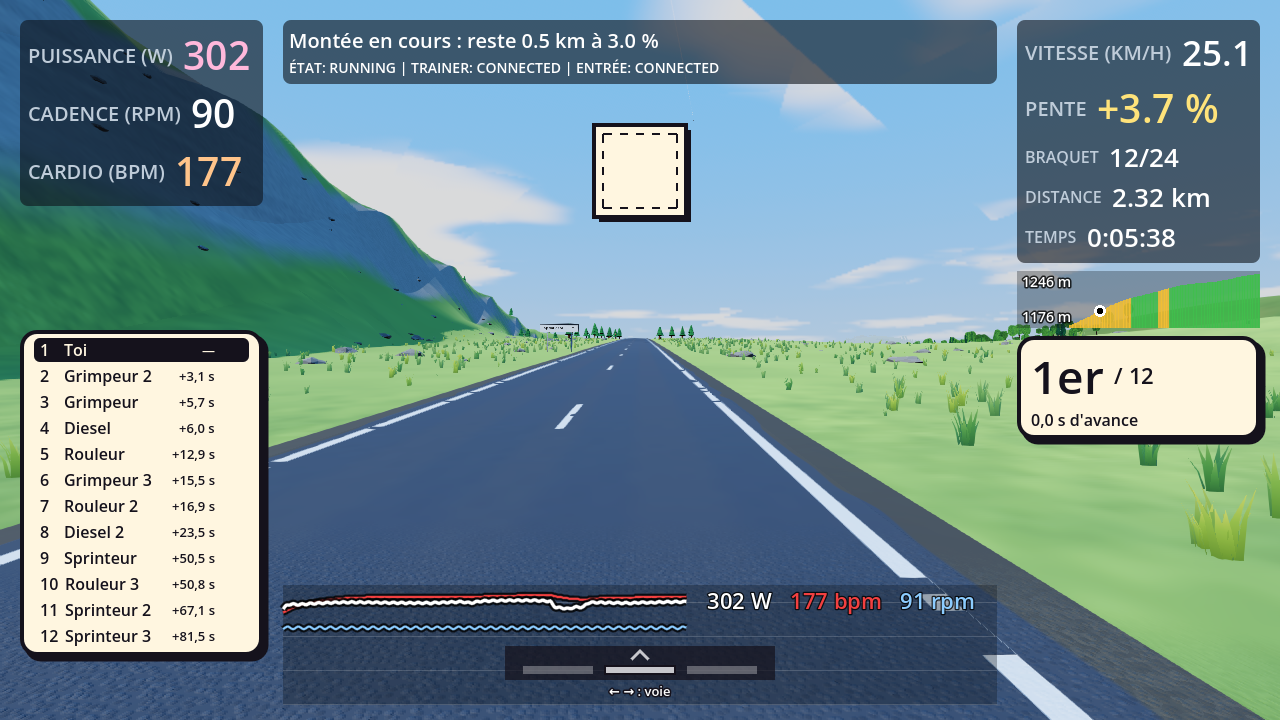 PUISSANCE (W) 302
CADENCE (RPM) 90
CARDIO (BPM) 177
Montée en cours : reste 0.5 km à 3.0 %
ÉTAT: RUNNING | TRAINER: CONNECTED | ENTRÉE: CONNECTED
VITESSE (KM/H) 25.1
PENTE +3.7 %
BRAQUET 12/24
DISTANCE 2.32 km
TEMPS 0:05:38
1246 m
1176 m
1er / 12
0,0 s d'avance
1 Toi —
2 Grimpeur 2 +3,1 s
3 Grimpeur +5,7 s
4 Diesel +6,0 s
5 Rouleur +12,9 s
6 Grimpeur 3 +15,5 s
7 Rouleur 2 +16,9 s
8 Diesel 2 +23,5 s
9 Sprinteur +50,5 s
10 Rouleur 3 +50,8 s
11 Sprinteur 2 +67,1 s
12 Sprinteur 3 +81,5 s
302 W 177 bpm 91 rpm
← → : voie